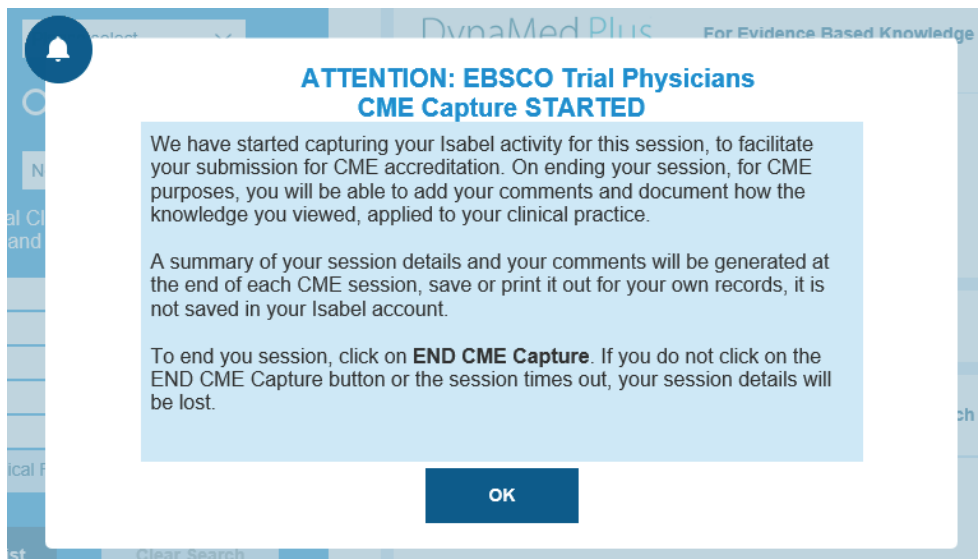 select
DynaMed Plus
For Evidence Based Knowledge
ATTENTION: EBSCO Trial Physicians
CME Capture STARTED
We have started capturing your Isabel activity for this session, to facilitate
your submission for CME accreditation. On ending your session, for CME
purposes, you will be able to add your comments and document how the
knowledge you viewed, applied to your clinical practice.
A summary of your session details and your comments will be generated at
the end of each CME session, save or print it out for your own records, it is
not saved in your Isabel account.
To end you session, click on END CME Capture. If you do not click on the
END CME Capture button or the session times out, your session details will
be lost.
OK
and
Clear Search